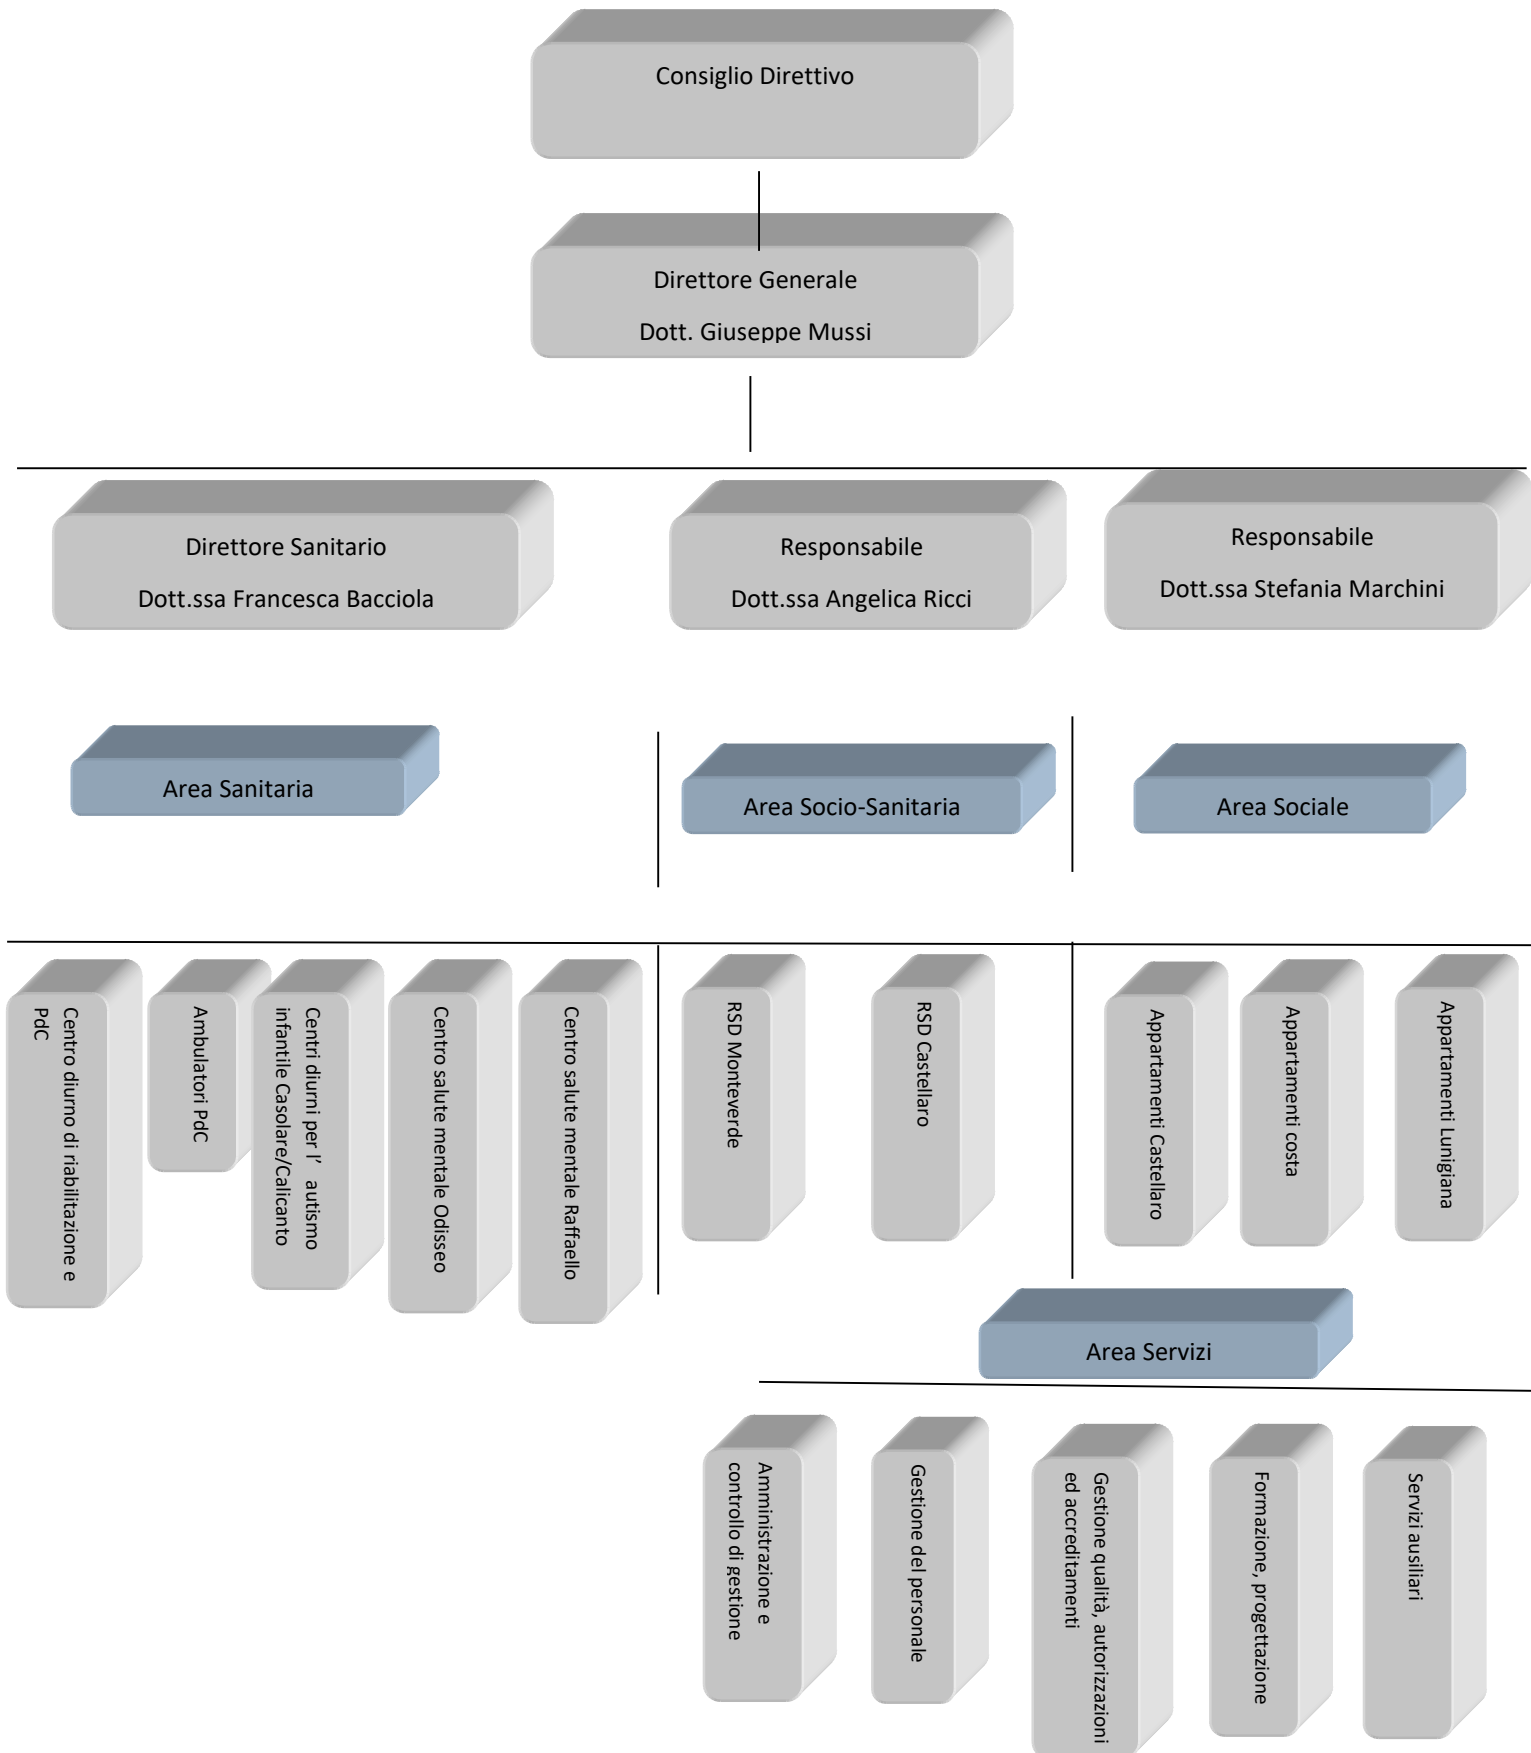 Consiglio Direttivo
Direttore Generale
Dott. Giuseppe Mussi
Direttore Sanitario
Dott.ssa Francesca Bacciola
Responsabile
Dott.ssa Angelica Ricci
Responsabile
Dott.ssa Stefania Marchini
Area Sanitaria
Area Socio-Sanitaria
Area Sociale
Centro diurno di riabilitazione e
PdC
Ambulatori PdC
Centri diurni per l’ autismo
infantile Casolare/Calicanto
Centro salute mentale Odisseo
Centro salute mentale Raffaello
RSD Monteverde
RSD Castellaro
Appartamenti Castellaro
Appartamenti costa
Appartamenti Lunigiana
Area Servizi
Amministrazione e
controllo di gestione
Gestione del personale
Gestione qualità, autorizzazioni
ed accreditamenti
Formazione, progettazione
Servizi ausiliari